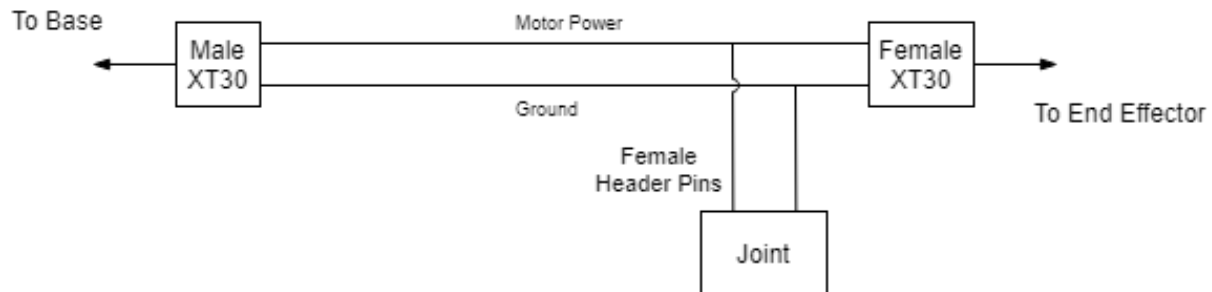 To Base
Male
XT30
Motor Power
Ground
Female
XT30
To End Effector
Female
Header Pins
Joint